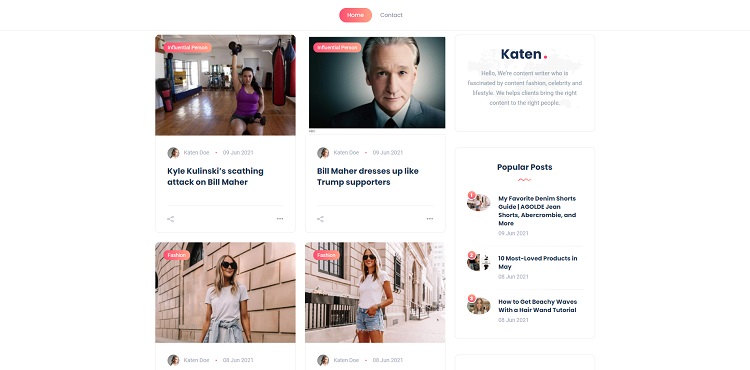 Home
Contact
Influential Person
Katen Doe • 09 Jun 2021
Kyle Kulinski's scathing
attack on Bill Maher
Influential Person
Katen Doe • 09 Jun 2021
Bill Maher dresses up like
Trump supporters
Fashion
Katen Doe • 08 Jun 2021
Fashion
Katen Doe • 08 Jun 2021
Katen.
Hello, We're content writer who is
fascinated by content fashion, celebrity and
lifestyle. We helps clients bring the right
content to the right people.
Popular Posts
1
My Favorite Denim Shorts
Guide | AGOLDE Jean
Shorts, Abercrombie, and
More
09 Jun 2021
2
10 Most-Loved Products in
May
08 Jun 2021
3
How to Get Beachy Waves
With a Hair Wand Tutorial
08 Jun 2021